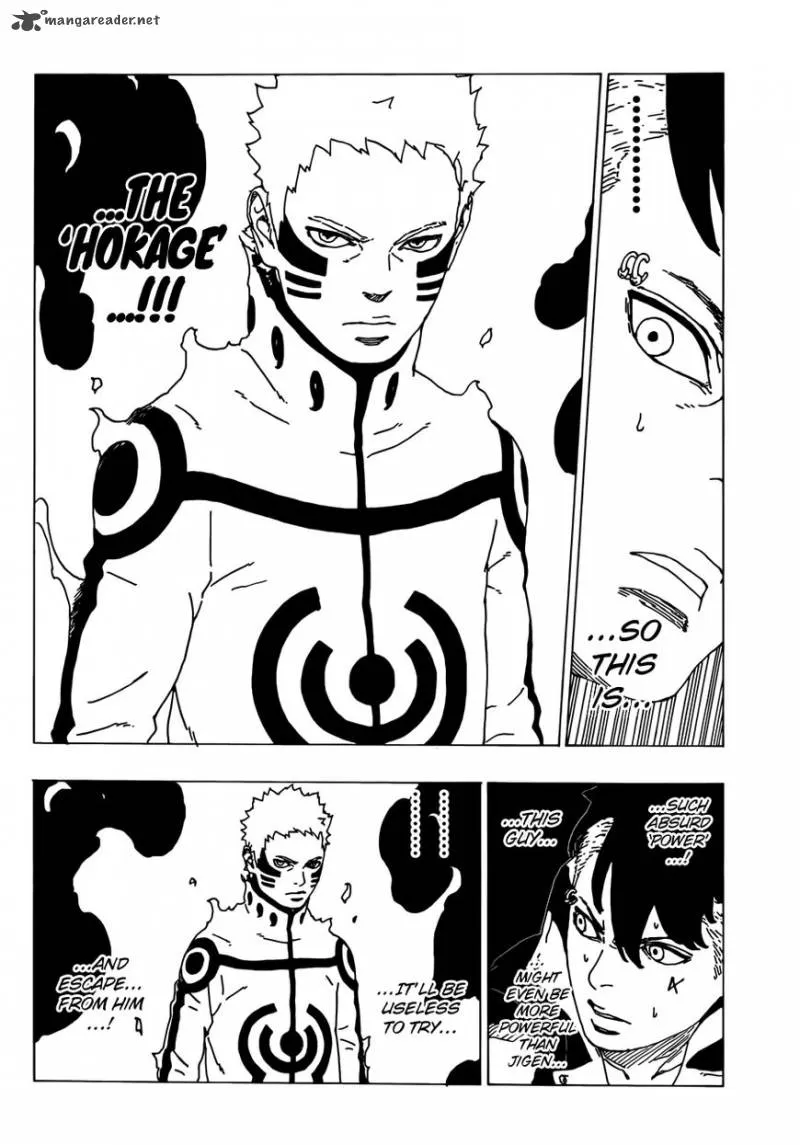 mangareader.net
............
...SO
THIS
IS...
...THE
'HOKAGE'
....!!!
...SUCH
ABSURD
'POWER'
...!
...THIS
GUY...
...!
MIGHT
EVEN BE
MORE
POWERFUL
THAN
JIGEN...
...IT'LL BE
USELESS
TO TRY...
...AND
ESCAPE
FROM HIM
...!